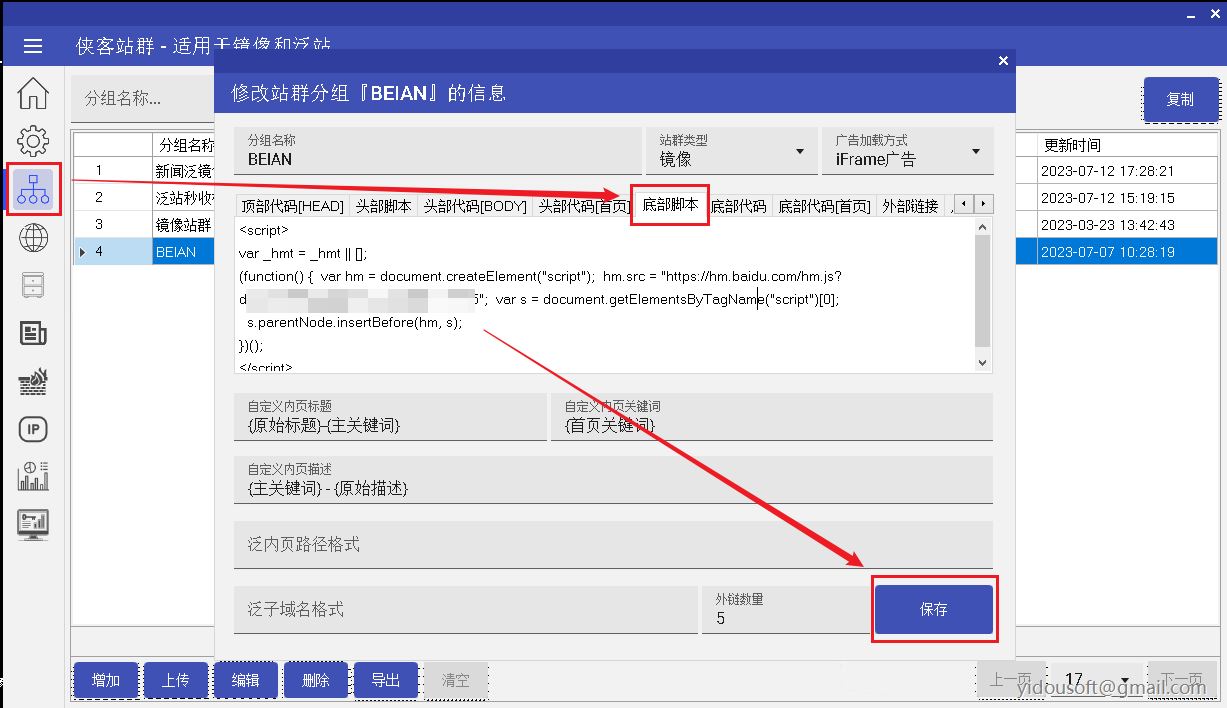 侠客站群 - 适用于镜像和泛站
分组名称...
复制
修改站群分组『BEIAN』的信息
分组名称
BEIAN
站群类型
镜像
广告加载方式
iFrame广告
分组名称
更新时间
1
新闻泛镜
2023-07-12 17:28:21
2
泛站秒收
2023-07-12 15:19:15
3
镜像站群
2023-03-23 13:42:43
4
BEIAN
2023-07-07 10:28:19
顶部代码[HEAD]
头部脚本
头部代码[BODY]
头部代码[首页]
底部脚本
底部代码
底部代码[首页]
外部链接
<script>
var _hmt = _hmt || [];
(function() { var hm = document.createElement("script"); hm.src = "https://hm.baidu.com/hm.js?
5"; var s = document.getElementsByTagName("script")[0];
s.parentNode.insertBefore(hm, s);
})();
</script>
自定义内页标题
{原始标题}-{主关键词}
自定义内页关键词
{首页关键词}
自定义内页描述
{主关键词} - {原始描述}
泛内页路径格式
泛子域名格式
外链数量
5
保存
IP
增加
上传
编辑
删除
导出
清空
上一页
17
下一页
yidousoft@gmail.com